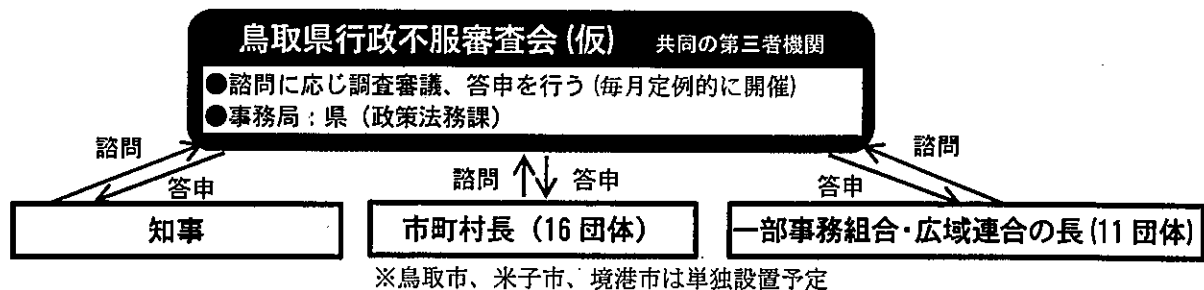 鳥取県行政不服審査会(仮) 共同の第三者機関
●諮問に応じ調査審議、答申を行う(毎月定例的に開催)
●事務局：県（政策法務課）
諮問
答申
諮問
答申
諮問
答申
知事
市町村長（16団体）
一部事務組合・広域連合の長(11団体)
※鳥取市、米子市、境港市は単独設置予定